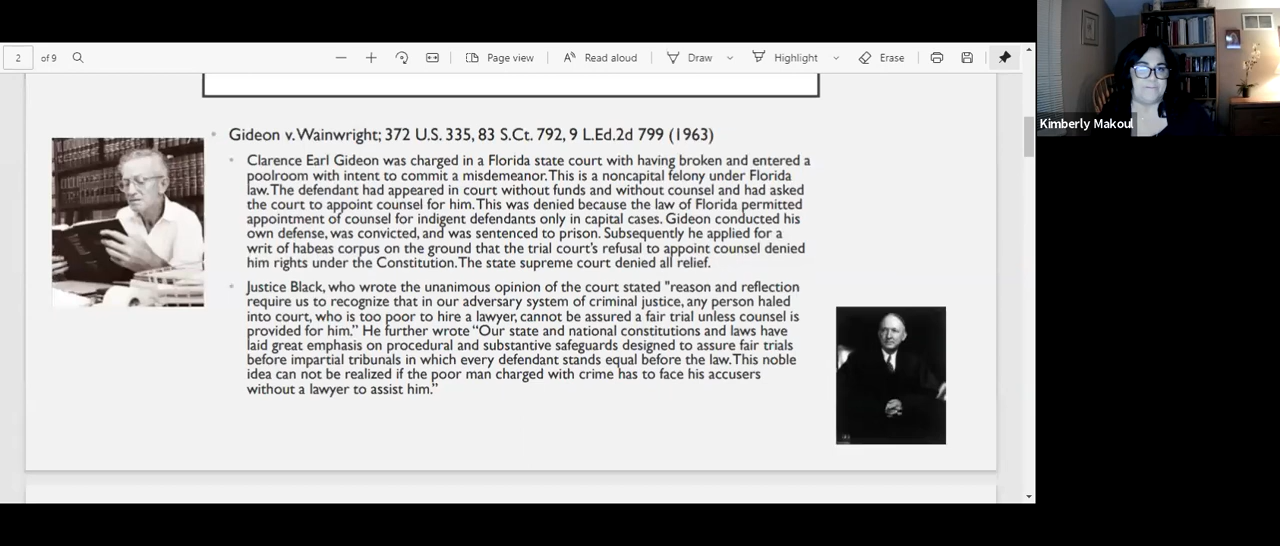 2 of 9
Page view
Read aloud
Draw
Highlight
Erase
Kimberly Makoul
Gideon v. Wainwright; 372 U.S. 335, 83 S.Ct. 792, 9 L.Ed.2d 799 (1963)
Clarence Earl Gideon was charged in a Florida state court with having broken and entered a
poolroom with intent to commit a misdemeanor. This is a noncapital felony under Florida
law. The defendant had appeared in court without funds and without counsel and had asked
the court to appoint counsel for him. This was denied because the law of Florida permitted
appointment of counsel for indigent defendants only in capital cases. Gideon conducted his
own defense, was convicted, and was sentenced to prison. Subsequently he applied for a
writ of habeas corpus on the ground that the trial court's refusal to appoint counsel denied
him rights under the Constitution. The state supreme court denied all relief.
Justice Black, who wrote the unanimous opinion of the court stated "reason and reflection
require us to recognize that in our adversary system of criminal justice, any person haled
into court, who is too poor to hire a lawyer, cannot be assured a fair trial unless counsel is
provided for him.” He further wrote “Our state and national constitutions and laws have
laid great emphasis on procedural and substantive safeguards designed to assure fair trials
before impartial tribunals in which every defendant stands equal before the law. This noble
idea can not be realized if the poor man charged with crime has to face his accusers
without a lawyer to assist him.”